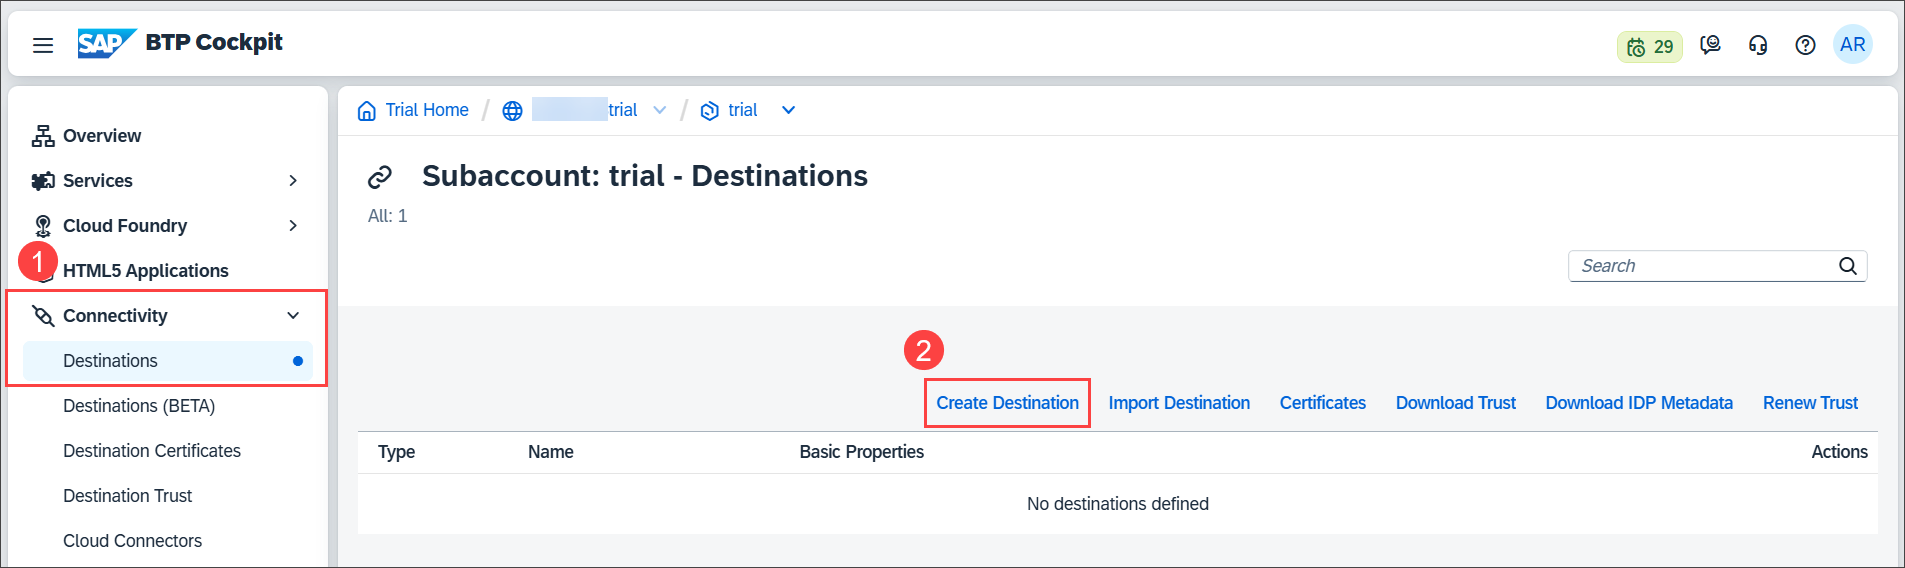 SAP BTP Cockpit
29
AR
Overview
Services
Cloud Foundry
1
HTML5 Applications
Connectivity
Destinations
Destinations (BETA)
Destination Certificates
Destination Trust
Cloud Connectors
Trial Home / trial / trial
Subaccount: trial - Destinations
All: 1
Search
2
Create Destination Import Destination Certificates Download Trust Download IDP Metadata Renew Trust
Type Name Basic Properties Actions
No destinations defined